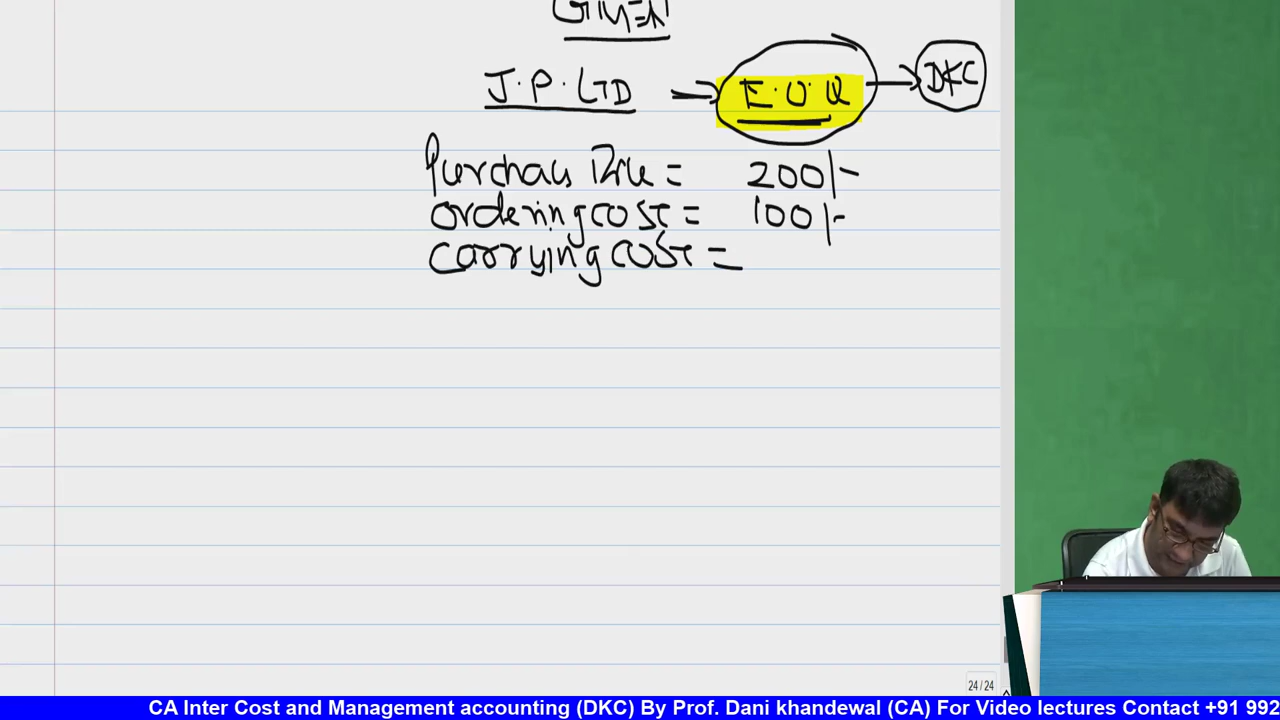 Given
J.P. LTD → E.O.Q → DKC
Purchase Price = 200/-
ordering cost = 100/-
carrying cost =
24 / 24
CA Inter Cost and Management accounting (DKC) By Prof. Dani khandewal (CA) For Video lectures Contact +91 992